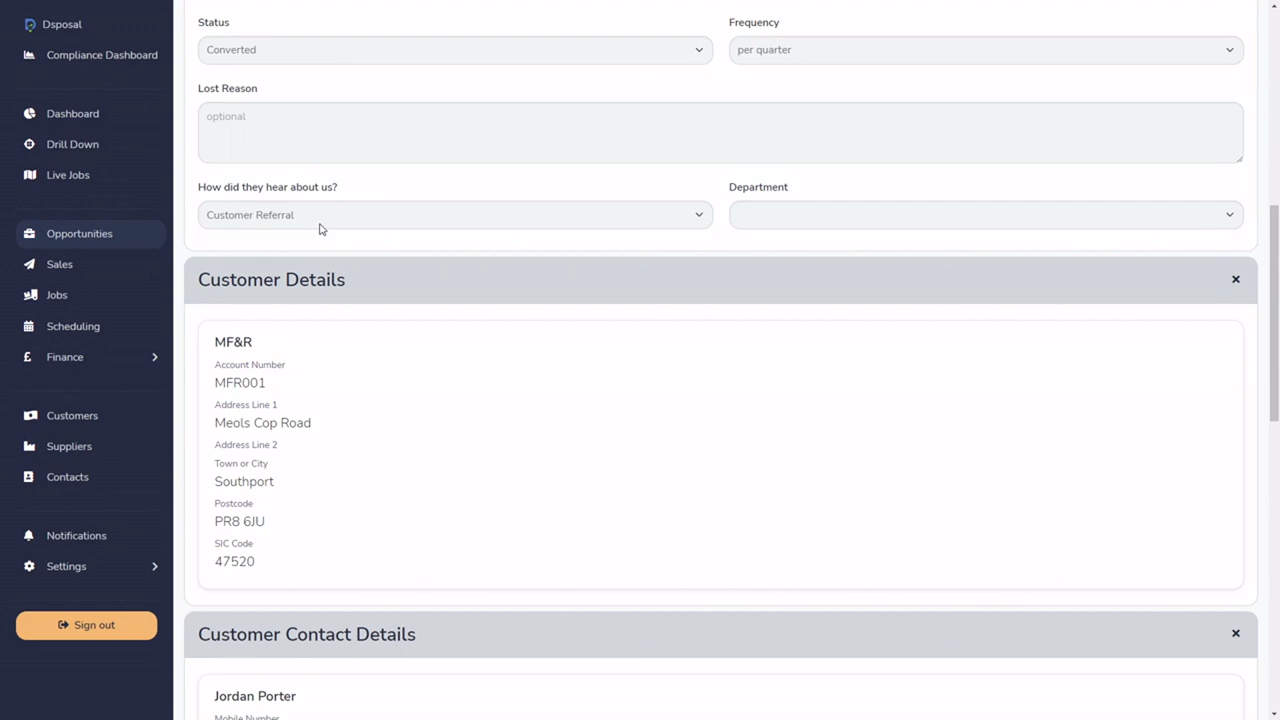 Dsposal
Compliance Dashboard
Dashboard
Drill Down
Live Jobs
Opportunities
Sales
Jobs
Scheduling
Finance
Customers
Suppliers
Contacts
Notifications
Settings
Sign out
Status
Frequency
Converted
per quarter
Lost Reason
optional
How did they hear about us?
Department
Customer Referral
Customer Details
MF&R
Account Number
MFR001
Address Line 1
Meols Cop Road
Address Line 2
Town or City
Southport
Postcode
PR8 6JU
SIC Code
47520
Customer Contact Details
Jordan Porter
Mobile Number